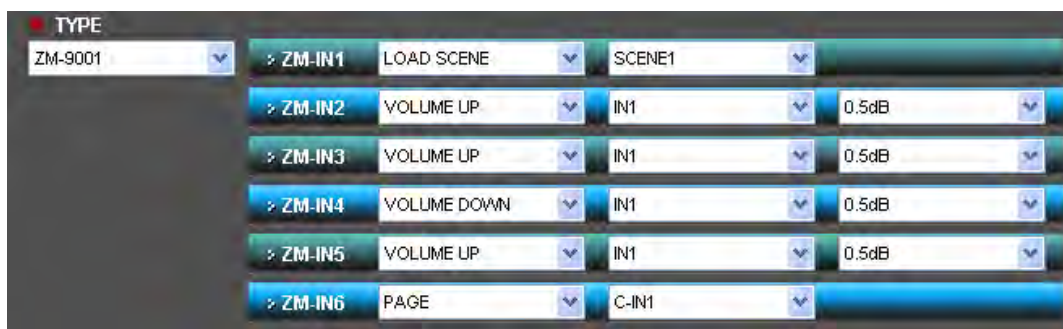 TYPE
ZM-9001 > ZM-IN1 LOAD SCENE SCENE1
> ZM-IN2 VOLUME UP IN1 0.5dB
> ZM-IN3 VOLUME UP IN1 0.5dB
> ZM-IN4 VOLUME DOWN IN1 0.5dB
> ZM-IN5 VOLUME UP IN1 0.5dB
> ZM-IN6 PAGE C-IN1